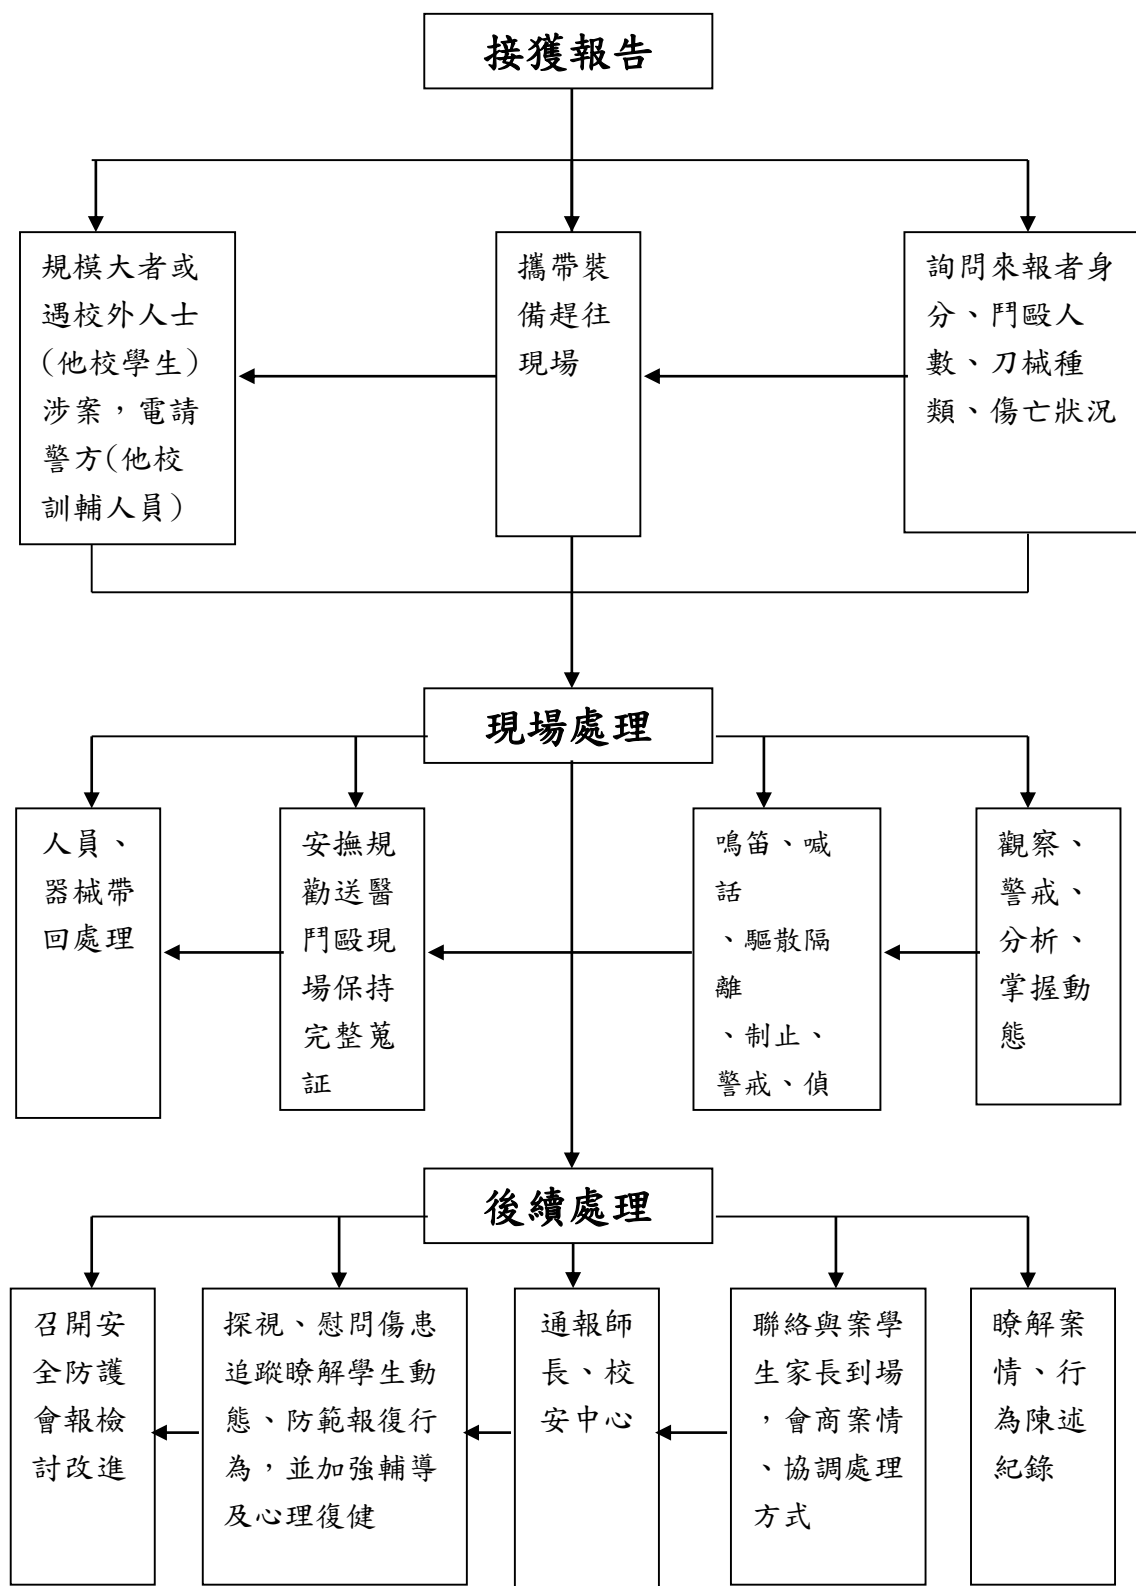 接獲報告
規模大者或
遇校外人士
(他校學生)
涉案，電請
警方(他校
訓輔人員)
攜帶裝
備趕往
現場
詢問來報者身
分、鬥毆人
數、刀械種
類、傷亡狀況
現場處理
人員、
器械帶
回處理
安撫規
勸送醫
鬥毆現
場保持
完整蒐
証
鳴笛、喊
話
、驅散隔
離
、制止、
警戒、偵
觀察、
警戒、
分析、
掌握動
態
後續處理
召開安
全防護
會報檢
討改進
探視、慰問傷患
追蹤瞭解學生動
態、防範報復行
為，並加強輔導
及心理復健
通報師
長、校
安中心
聯絡與案學
生家長到場
，會商案情
、協調處理
方式
瞭解案
情、行
為陳述
紀錄